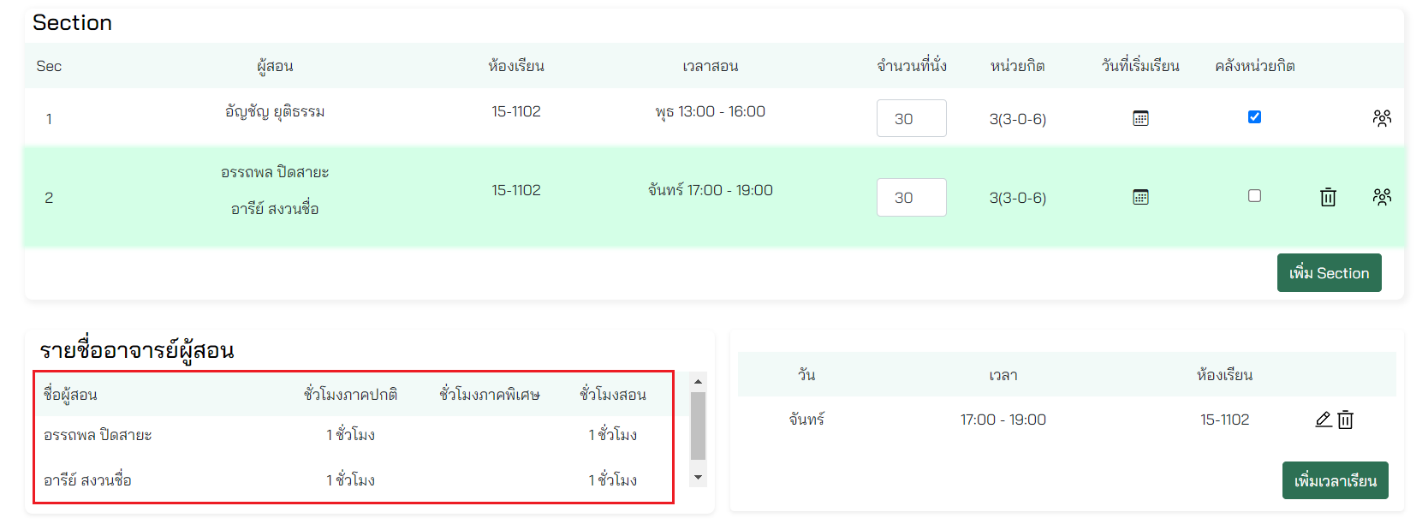 Section
Sec ผู้สอน ห้องเรียน เวลาสอน จำนวนที่นั่ง หน่วยกิต วันที่เริ่มเรียน คลังหน่วยกิต
1 อัญชัญ ยุติธรรม 15-1102 พุธ 13:00 - 16:00 30 3(3-0-6)
อรรถพล ปิดสายะ
2 15-1102 จันทร์ 17:00 - 19:00 30 3(3-0-6)
อารีย์ สงวนชื่อ
เพิ่ม Section
รายชื่ออาจารย์ผู้สอน
ชื่อผู้สอน ชั่วโมงภาคปกติ ชั่วโมงภาคพิเศษ ชั่วโมงสอน
อรรถพล ปิดสายะ 1 ชั่วโมง 1 ชั่วโมง
อารีย์ สงวนชื่อ 1 ชั่วโมง 1 ชั่วโมง
วัน เวลา ห้องเรียน
จันทร์ 17:00 - 19:00 15-1102
เพิ่มเวลาเรียน